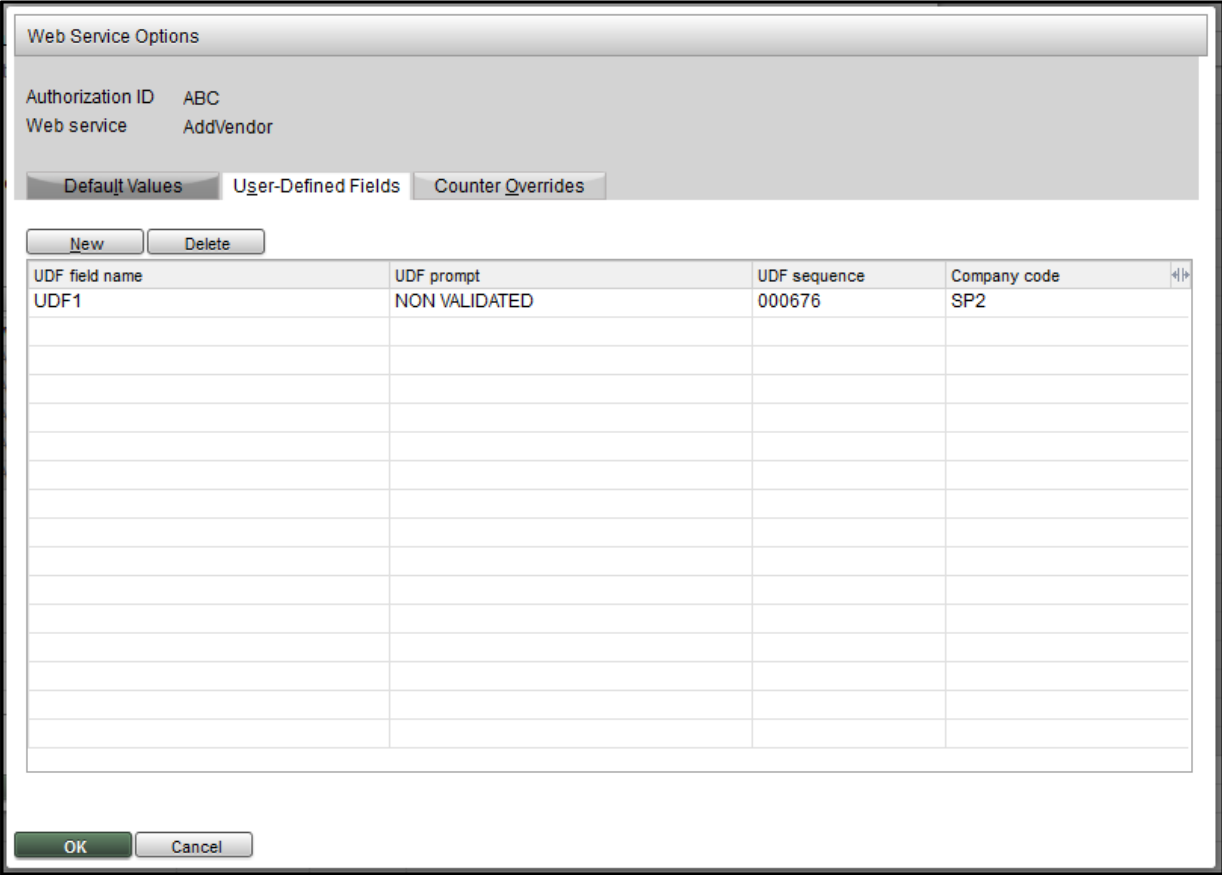 Web Service Options
Authorization ID ABC
Web service AddVendor
Default Values User-Defined Fields Counter Overrides
New Delete
UDF field name UDF prompt UDF sequence Company code
UDF1 NON VALIDATED 000676 SP2
OK Cancel